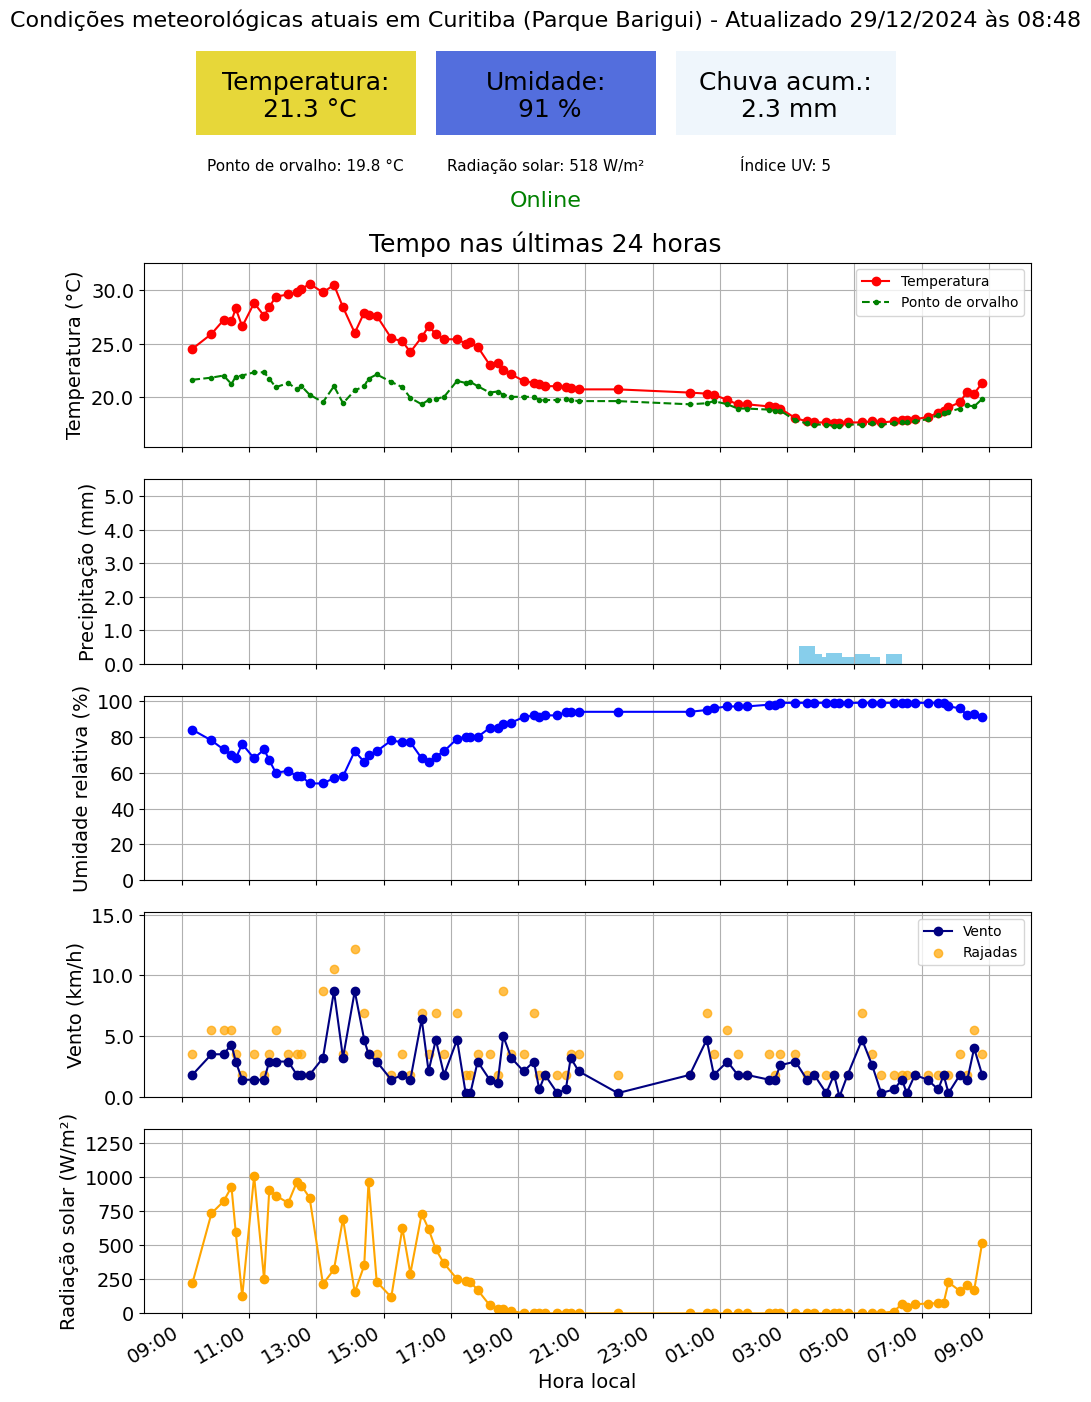 Condições meteorológicas atuais em Curitiba (Parque Barigui) - Atualizado 29/12/2024 às 08:48
Temperatura:
21.3 °C
Umidade:
91 %
Chuva acum.:
2.3 mm
Ponto de orvalho: 19.8 °C
Radiação solar: 518 W/m²
Índice UV: 5
Online
Tempo nas últimas 24 horas
Temperatura (°C)
30.0
25.0
20.0
Temperatura
Ponto de orvalho
Precipitação (mm)
5.0
4.0
3.0
2.0
1.0
0.0
Umidade relativa (%)
100
80
60
40
20
0
Vento (km/h)
15.0
10.0
5.0
0.0
Vento
Rajadas
Radiação solar (W/m²)
1250
1000
750
500
250
0
09:00
11:00
13:00
15:00
17:00
19:00
21:00
23:00
01:00
03:00
05:00
07:00
09:00
Hora local